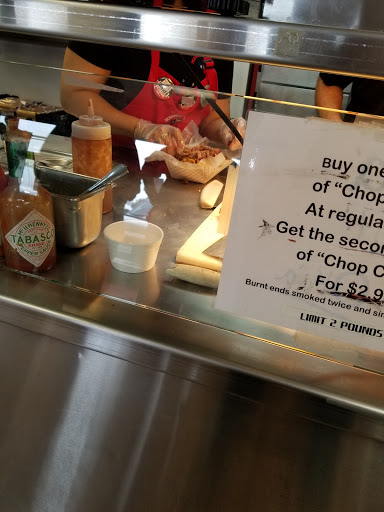 Buy one
of "Chop
At regula
Get the secon
of "Chop C
For $2.9
Burnt ends smoked twice and sin
LIMIT 2 POUNDS
TABASCO